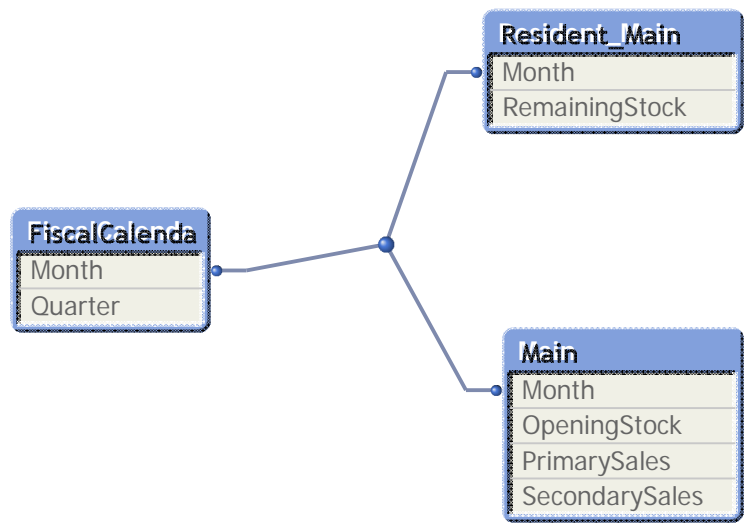 Resident_Main
Month
RemainingStock
FiscalCalenda
Month
Quarter
Main
Month
OpeningStock
PrimarySales
SecondarySales